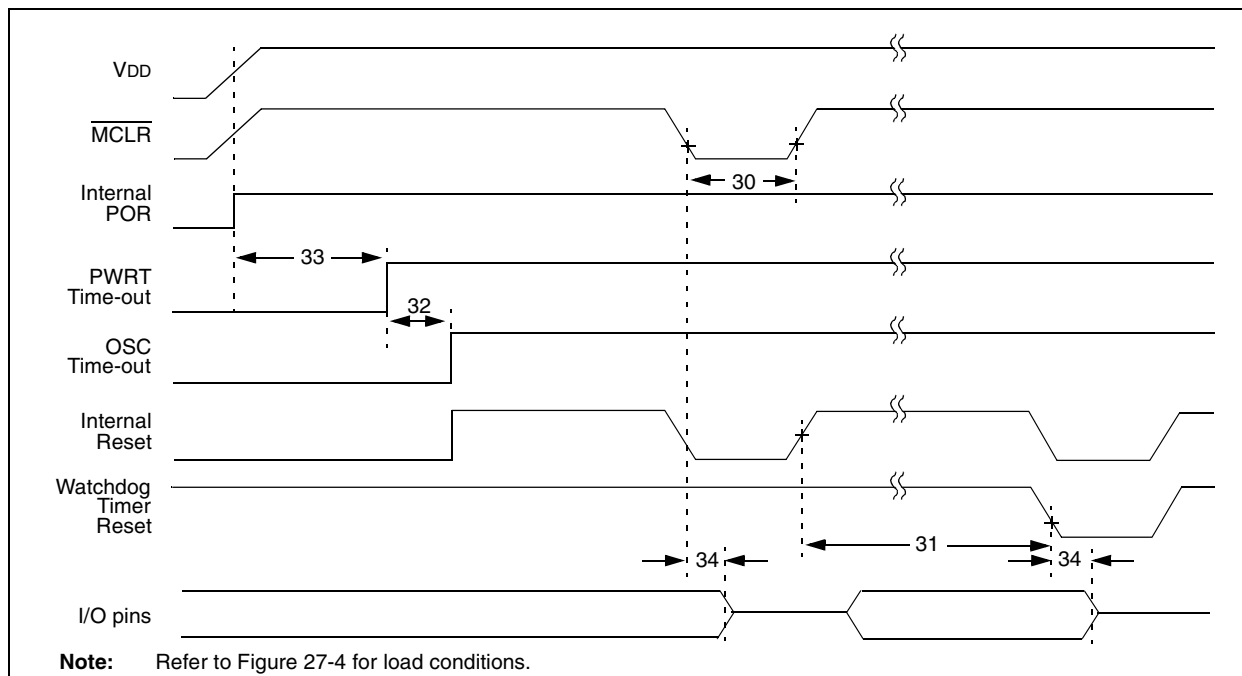 VDD
MCLR
30
Internal
POR
33
PWRT
Time-out
32
OSC
Time-out
Internal
Reset
Watchdog
Timer
Reset
31
34
34
I/O pins
Note: Refer to Figure 27-4 for load conditions.